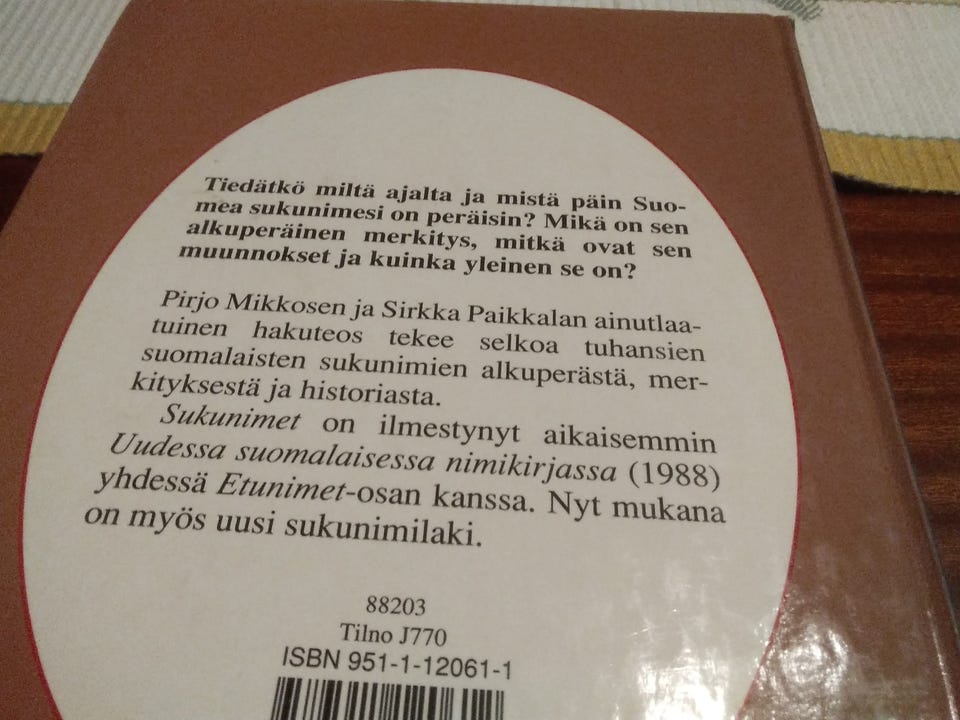 Tiedätkö miltä ajalta ja mistä päin Suo-
mea sukunimesi on peräisin? Mikä on sen
alkuperäinen merkitys, mitkä ovat sen
muunnokset ja kuinka yleinen se on?
Pirjo Mikkosen ja Sirkka Paikkalan ainutlaa-
tuinen hakuteos tekee selkoa tuhansien
suomalaisten sukunimien alkuperästä, mer-
kityksestä ja historiasta.
Sukunimet on ilmestynyt aikaisemmin
Uudessa suomalaisessa nimikirjassa (1988)
yhdessä Etunimet-osan kanssa. Nyt mukana
on myös uusi sukunimilaki.
88203
Tilno J770
ISBN 951-1-12061-1